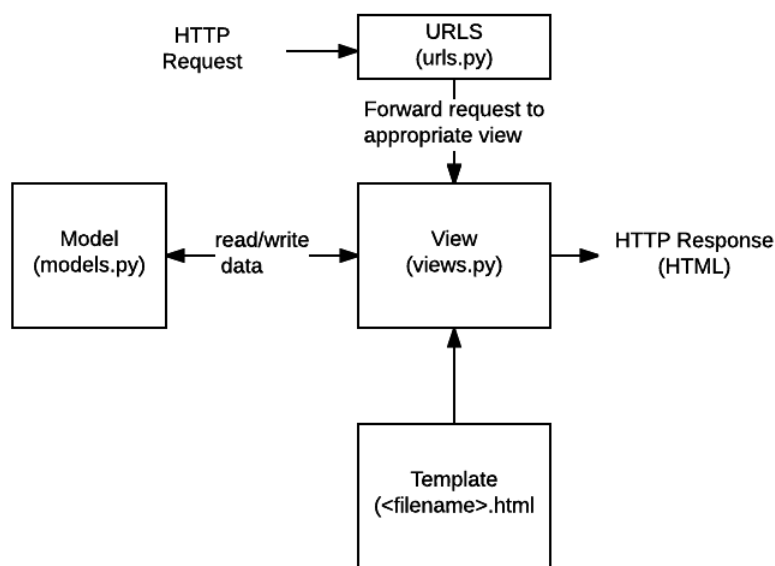 HTTP
Request
URLS
(urls.py)
Forward request to
appropriate view
Model
(models.py)
read/write
data
View
(views.py)
HTTP Response
(HTML)
Template
(<filename>.html